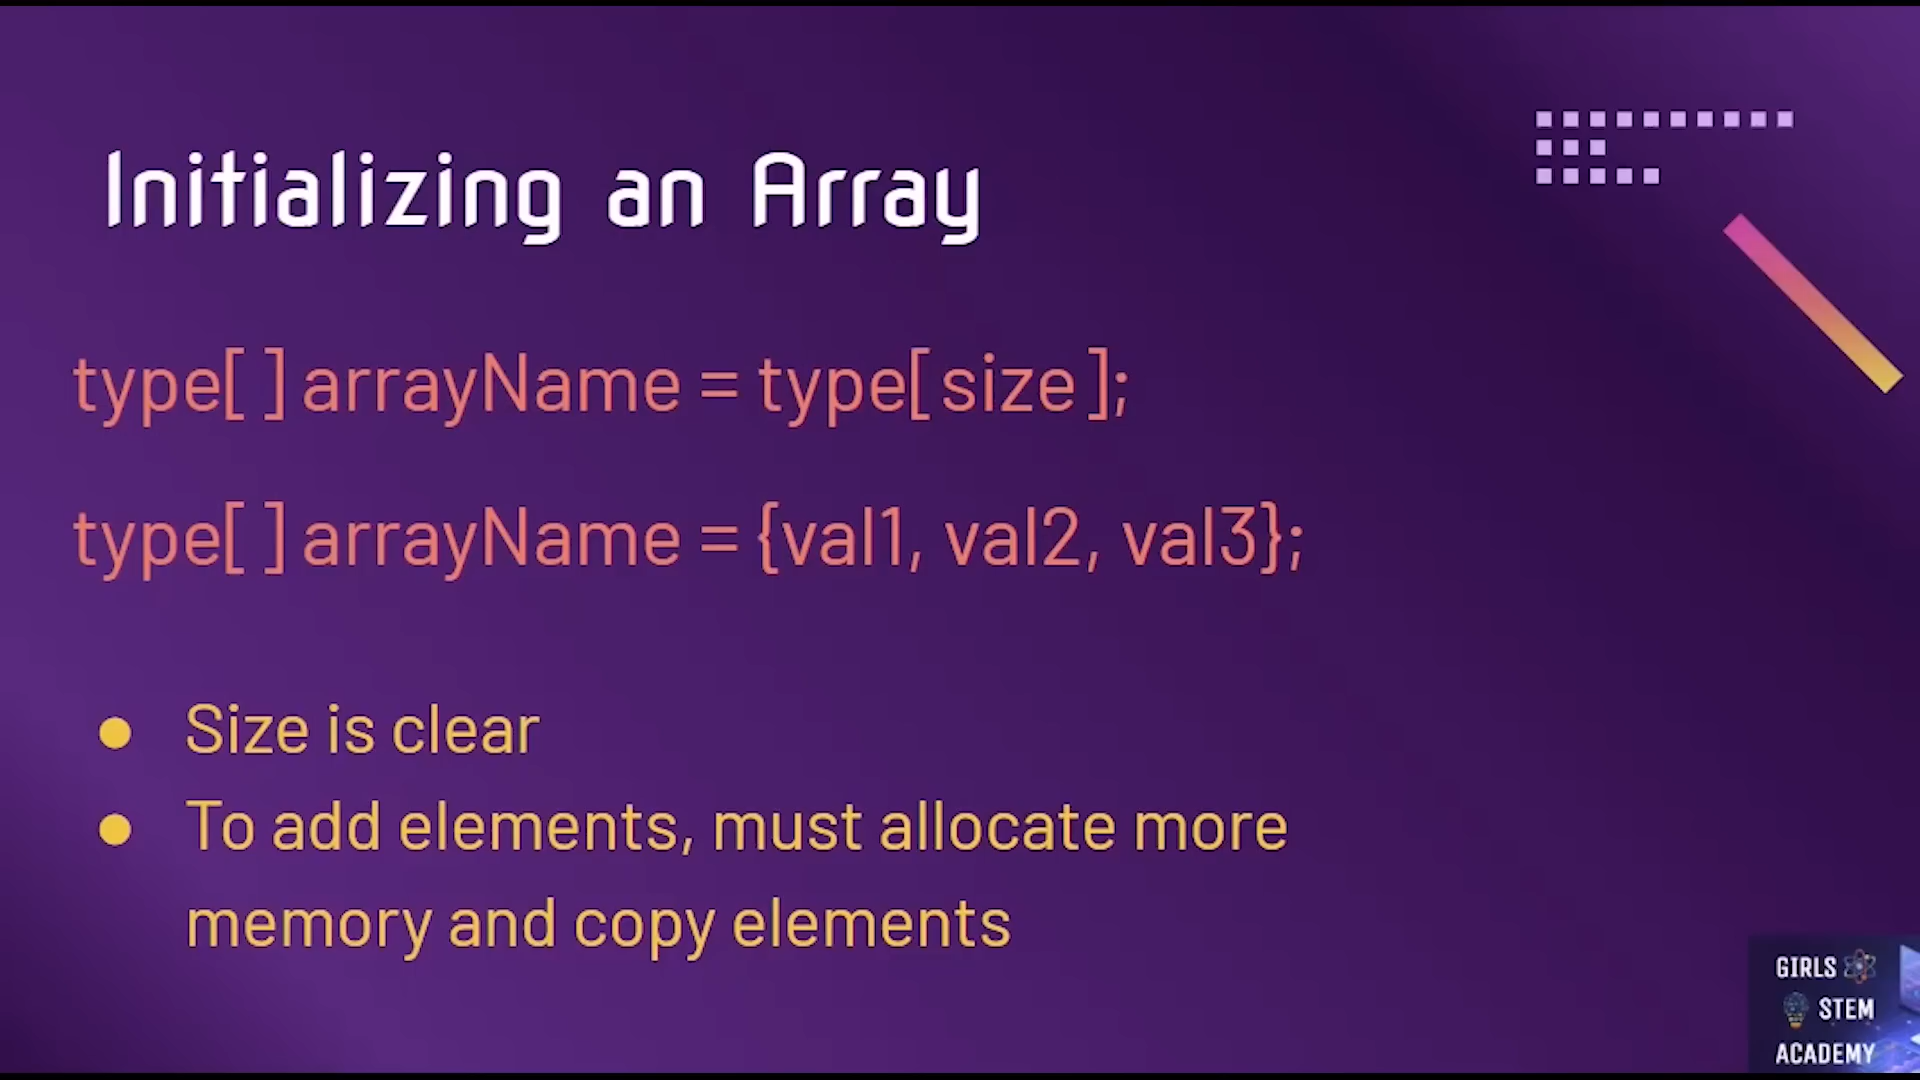 Initializing an Array
type[ ] arrayName = type[ size ];
type[ ] arrayName = {val1, val2, val3};
● Size is clear
● To add elements, must allocate more
memory and copy elements
GIRLS
STEM
ACADEMY